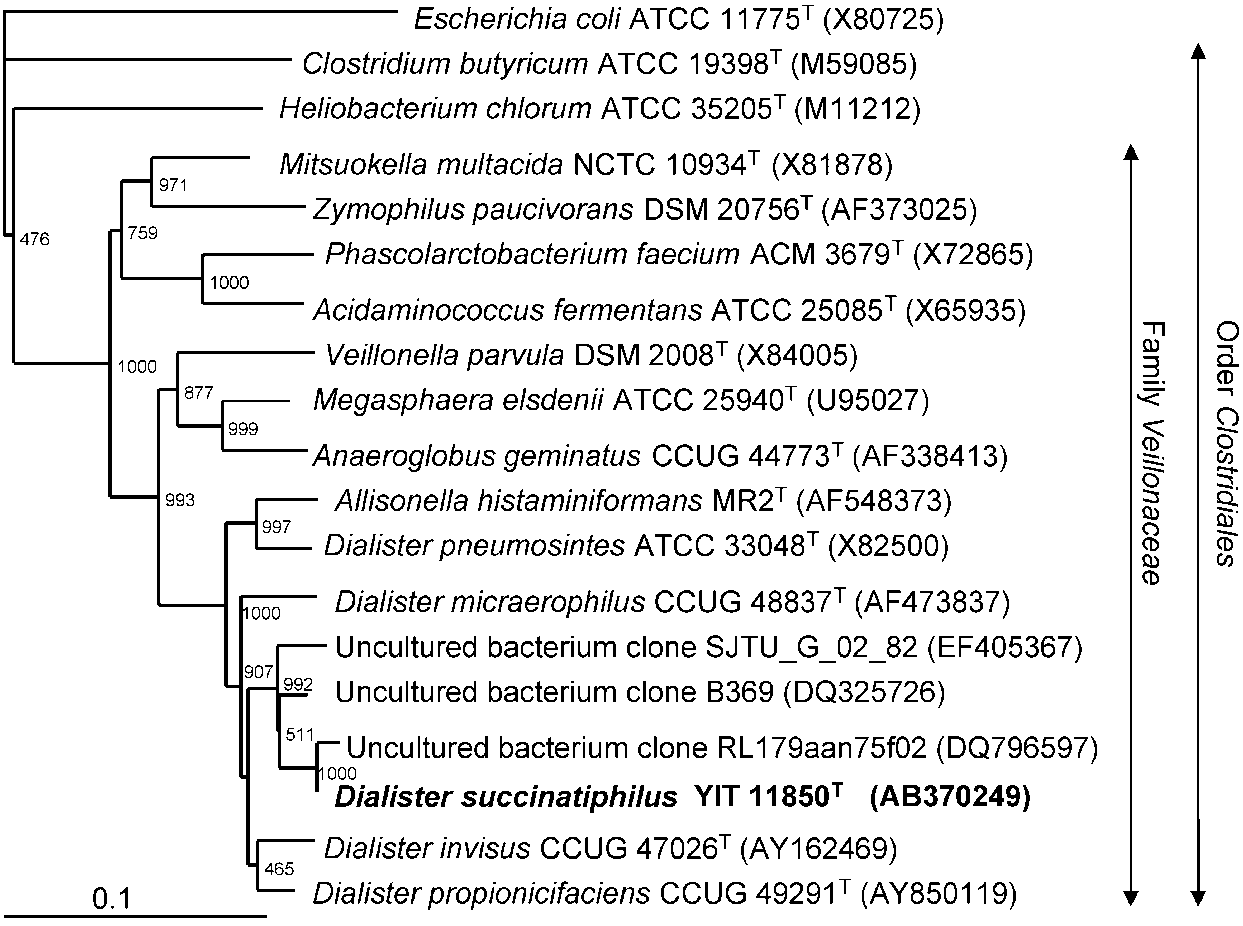 Escherichia coli ATCC 11775T (X80725)
Clostridium butyricum ATCC 19398T (M59085)
Heliobacterium chlorum ATCC 35205T (M11212)
Mitsuokella multacida NCTC 10934T (X81878)
971
Zymophilus paucivorans DSM 20756T (AF373025)
759
476
Phascolarctobacterium faecium ACM 3679T (X72865)
1000
Acidaminococcus fermentans ATCC 25085T (X65935)
Veillonella parvula DSM 2008T (X84005)
1000
877
Megasphaera elsdenii ATCC 25940T (U95027)
999
Anaeroglobus geminatus CCUG 44773T (AF338413)
993
Allisonella histaminiformans MR2T (AF548373)
997
Dialister pneumosintes ATCC 33048T (X82500)
Dialister micraerophilus CCUG 48837T (AF473837)
1000
Uncultured bacterium clone SJTU_G_02_82 (EF405367)
907
992
Uncultured bacterium clone B369 (DQ325726)
511
Uncultured bacterium clone RL179aan75f02 (DQ796597)
1000
Dialister succinatiphilus YIT 11850T (AB370249)
Dialister invisus CCUG 47026T (AY162469)
465
Dialister propionicifaciens CCUG 49291T (AY850119)
0.1
Family Veillonaceae
Order Clostridiales